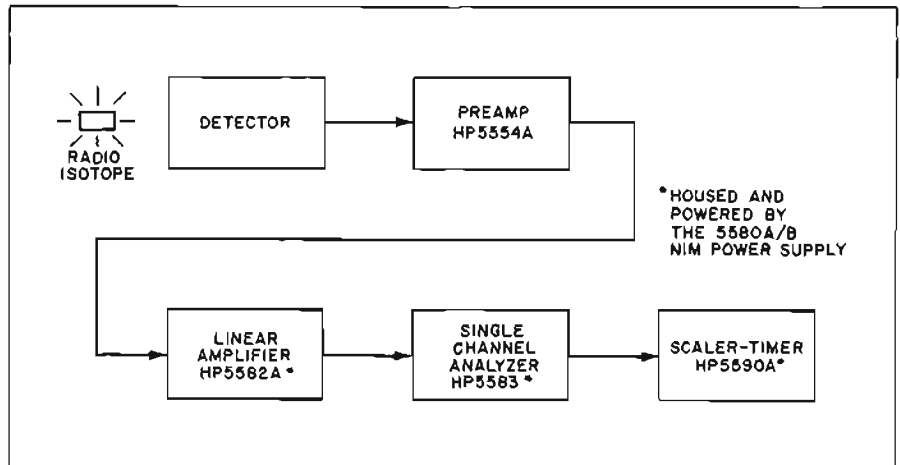 RADIO
ISOTOPE
DETECTOR
PREAMP
HP5554A
*HOUSED AND
POWERED BY
THE 5580A/B
NIM POWER SUPPLY
LINEAR
AMPLIFIER
HP5582A*
SINGLE
CHANNEL
ANALYZER
HP5583*
SCALER-TIMER
HP5590A*